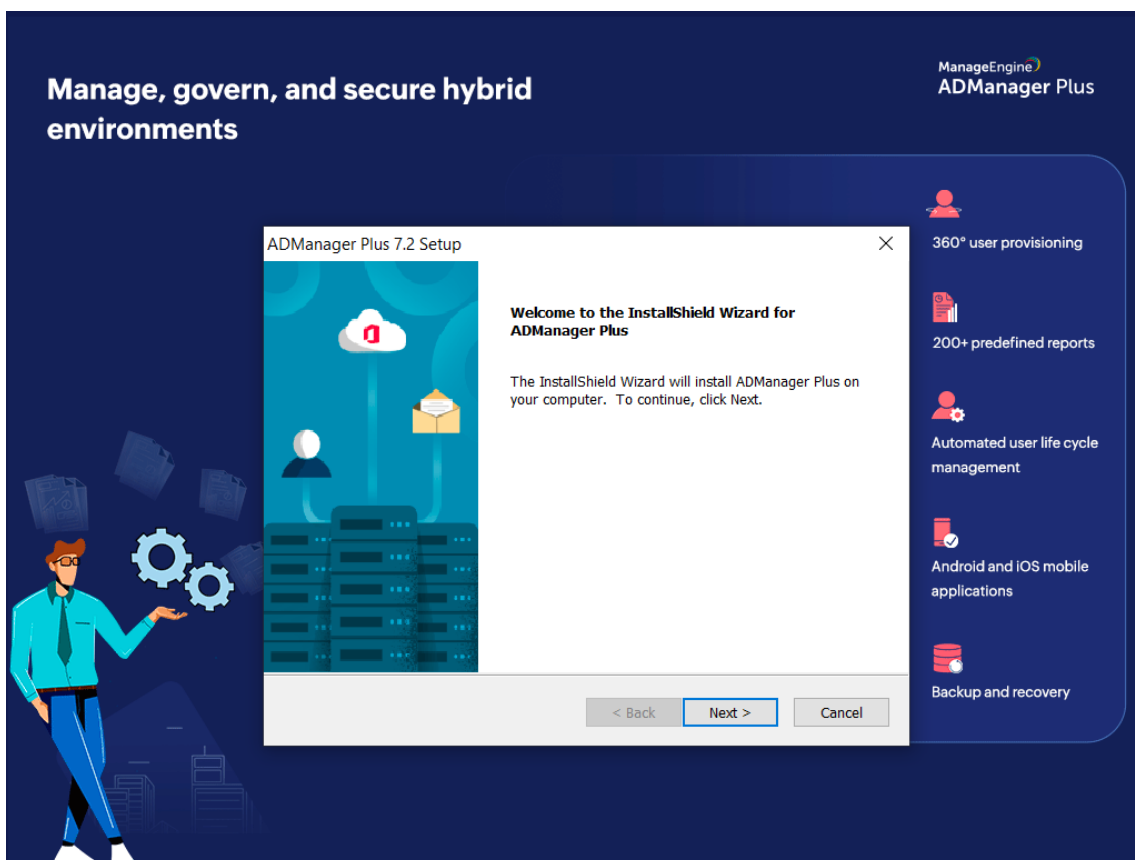 Manage, govern, and secure hybrid
environments
ManageEngine
ADManager Plus
ADManager Plus 7.2 Setup
Welcome to the InstallShield Wizard for
ADManager Plus
The InstallShield Wizard will install ADManager Plus on
your computer.  To continue, click Next.
< Back
Next >
Cancel
360° user provisioning
200+ predefined reports
Automated user life cycle
management
Android and iOS mobile
applications
Backup and recovery